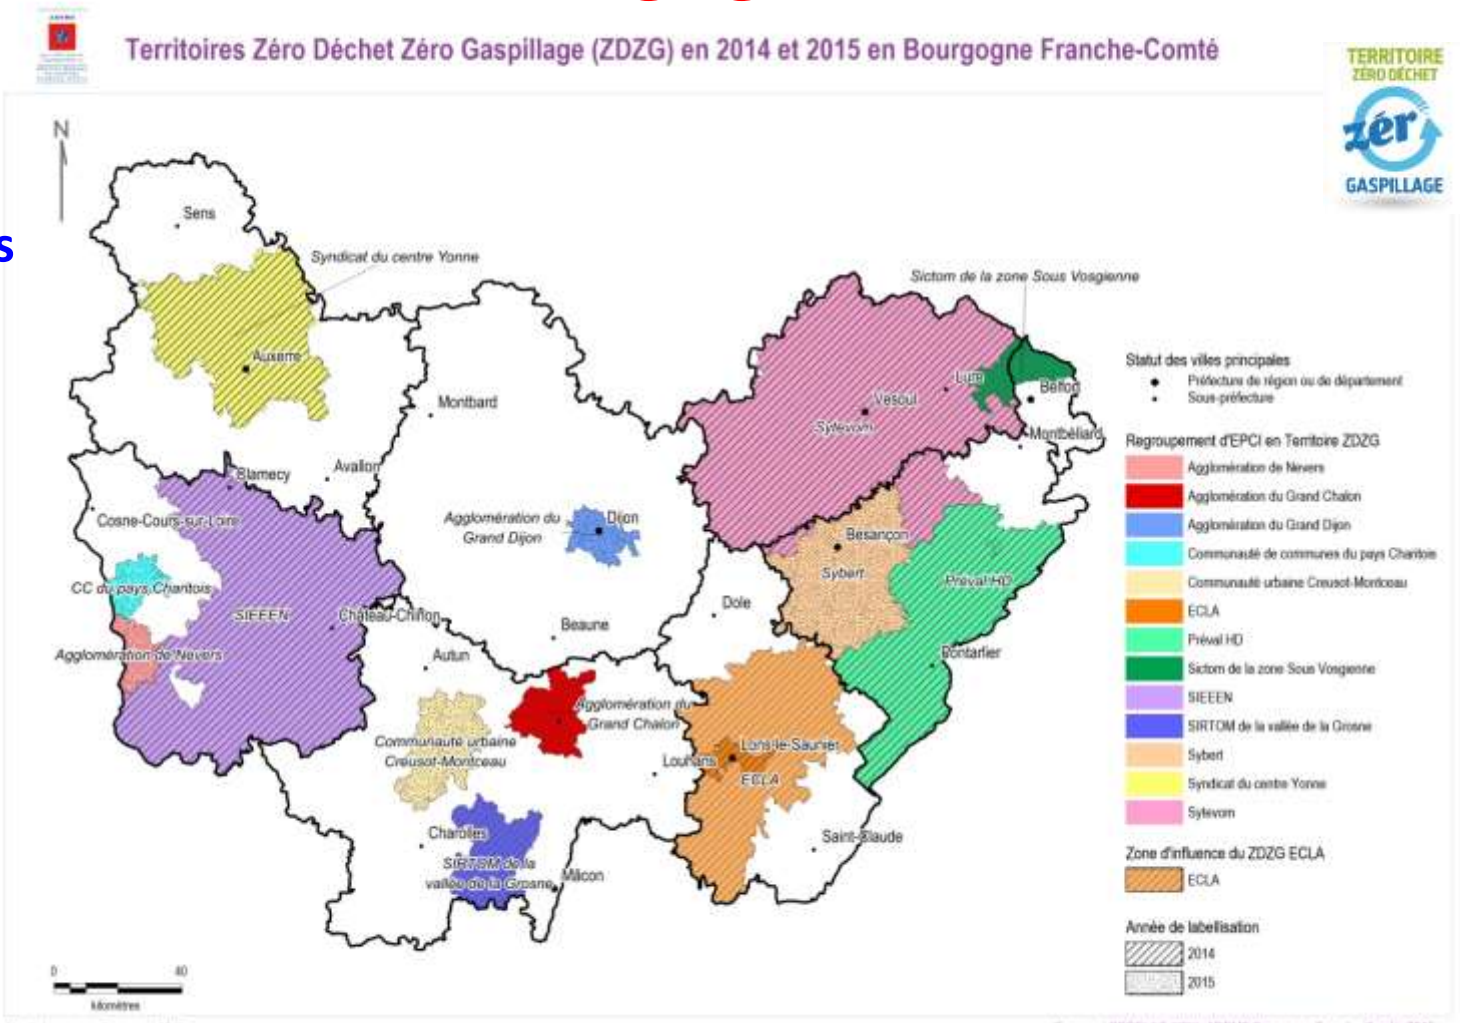 Territoires Zéro Déchet Zéro Gaspillage (ZDZG) en 2014 et 2015 en Bourgogne Franche-Comté
TERRITOIRE
ZÉRO DÉCHET
zér
GASPILLAGE
N
s
Sens
Syndicat du centre Yonne
Sictom de la zone Sous Vosgienne
Auxerre
Montbard
Lure
Belfort
Vesoul
Sytevom
Montbéliard
Avallon
Clamecy
Cosne-Cours-sur-Loire
Agglomération du
Grand Dijon
Dijon
Besançon
Sybert
Préval HD
CC du pays Charitois
SIEEEN
Château-Chinon
Dole
Beaune
Agglomération de Nevers
Autun
Pontarlier
Agglomération du
Grand Chalon
Communauté urbaine
Creusot-Montceau
Louhans
Lons-le-Saunier
ECLA
Charolles
SIRTOM de la
vallée de la Grosne
Mâcon
Saint-Claude
0 40
kilomètres
Statut des villes principales
Préfecture de région ou de département
Sous-préfecture
Regroupement d'EPCI en Territoire ZDZG
Agglomération de Nevers
Agglomération du Grand Chalon
Agglomération du Grand Dijon
Communauté de communes du pays Charitois
Communauté urbaine Creusot-Montceau
ECLA
Préval HD
Sictom de la zone Sous Vosgienne
SIEEEN
SIRTOM de la vallée de la Grosne
Sybert
Syndicat du centre Yonne
Sytevom
Zone d'influence du ZDZG ECLA
ECLA
Année de labellisation
2014
2015